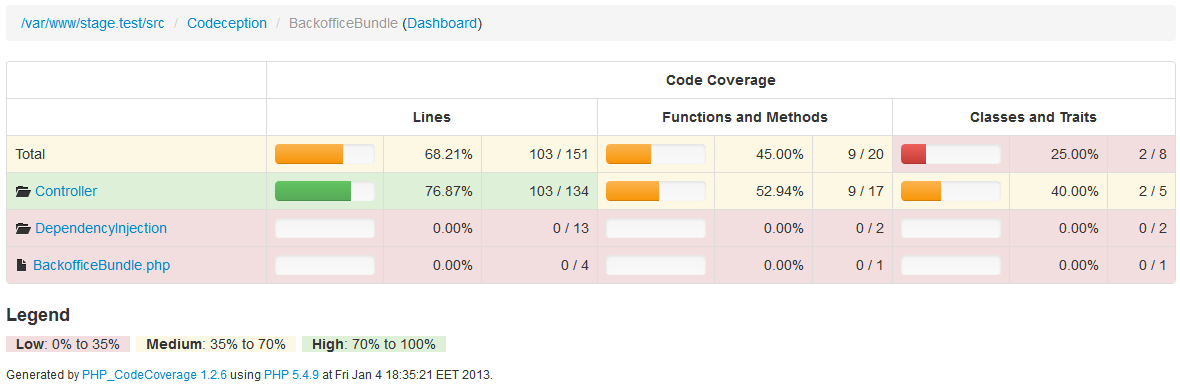 /var/www/stage.test/src / Codeception / BackofficeBundle (Dashboard)
Code Coverage
Lines Functions and Methods Classes and Traits
Total 68.21% 103 / 151 45.00% 9 / 20 25.00% 2 / 8
Controller 76.87% 103 / 134 52.94% 9 / 17 40.00% 2 / 5
DependencyInjection 0.00% 0 / 13 0.00% 0 / 2 0.00% 0 / 2
BackofficeBundle.php 0.00% 0 / 4 0.00% 0 / 1 0.00% 0 / 1
Legend
Low: 0% to 35% Medium: 35% to 70% High: 70% to 100%
Generated by PHP_CodeCoverage 1.2.6 using PHP 5.4.9 at Fri Jan 4 18:35:21 EET 2013.